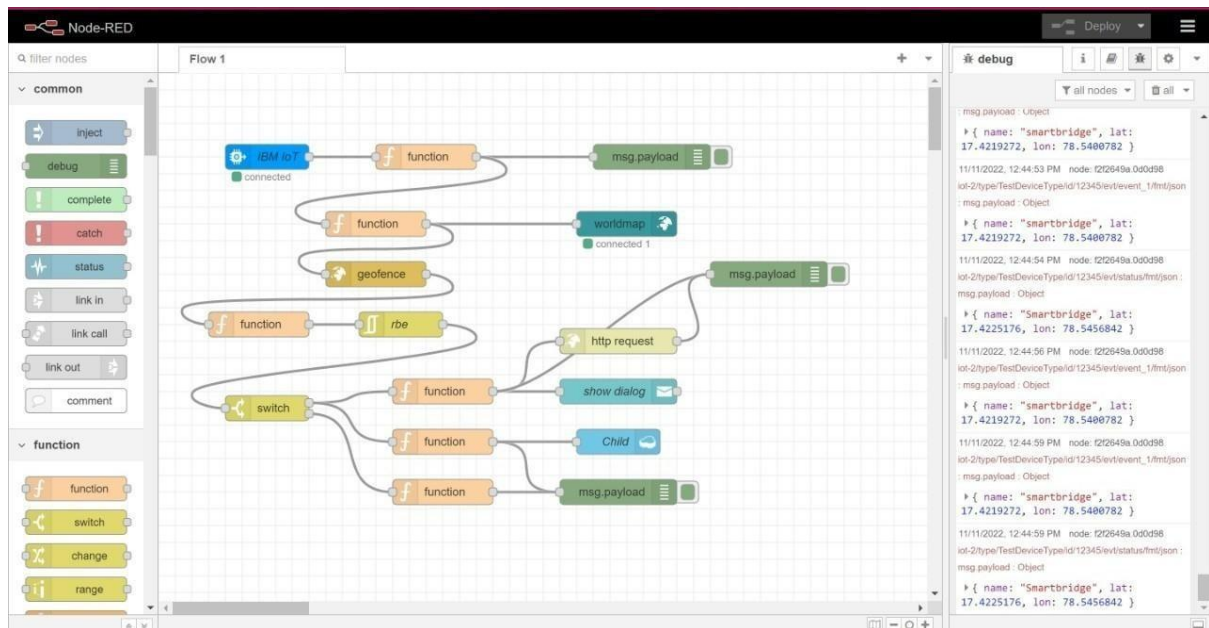 Node-RED
Deploy
filter nodes
Flow 1
debug
i
all nodes
all
common
inject
debug
complete
catch
status
link in
link call
link out
comment
function
function
switch
change
range
IBM IoT
connected
function
msg.payload
function
worldmap
connected 1
geofence
msg.payload
function
rbe
http request
switch
function
show dialog
function
Child
function
msg.payload
msg.payload : Object
{ name: "smartbridge", lat:
17.4219272, lon: 78.5400782 }
11/11/2022, 12:44:53 PM node: f2f2649a.0d0d98
iot-2/type/TestDeviceType/id/12345/evt/event_1/fmt/json
: msg.payload : Object
{ name: "smartbridge", lat:
17.4219272, lon: 78.5400782 }
11/11/2022, 12:44:54 PM node: f2f2649a.0d0d98
iot-2/type/TestDeviceType/id/12345/evt/status/fmt/json :
msg.payload : Object
{ name: "Smartbridge", lat:
17.4225176, lon: 78.5456842 }
11/11/2022, 12:44:56 PM node: f2f2649a.0d0d98
iot-2/type/TestDeviceType/id/12345/evt/event_1/fmt/json
: msg.payload : Object
{ name: "smartbridge", lat:
17.4219272, lon: 78.5400782 }
11/11/2022, 12:44:59 PM node: f2f2649a.0d0d98
iot-2/type/TestDeviceType/id/12345/evt/event_1/fmt/json
: msg.payload : Object
{ name: "smartbridge", lat:
17.4219272, lon: 78.5400782 }
11/11/2022, 12:44:59 PM node: f2f2649a.0d0d98
iot-2/type/TestDeviceType/id/12345/evt/status/fmt/json :
msg.payload : Object
{ name: "Smartbridge", lat:
17.4225176, lon: 78.5456842 }